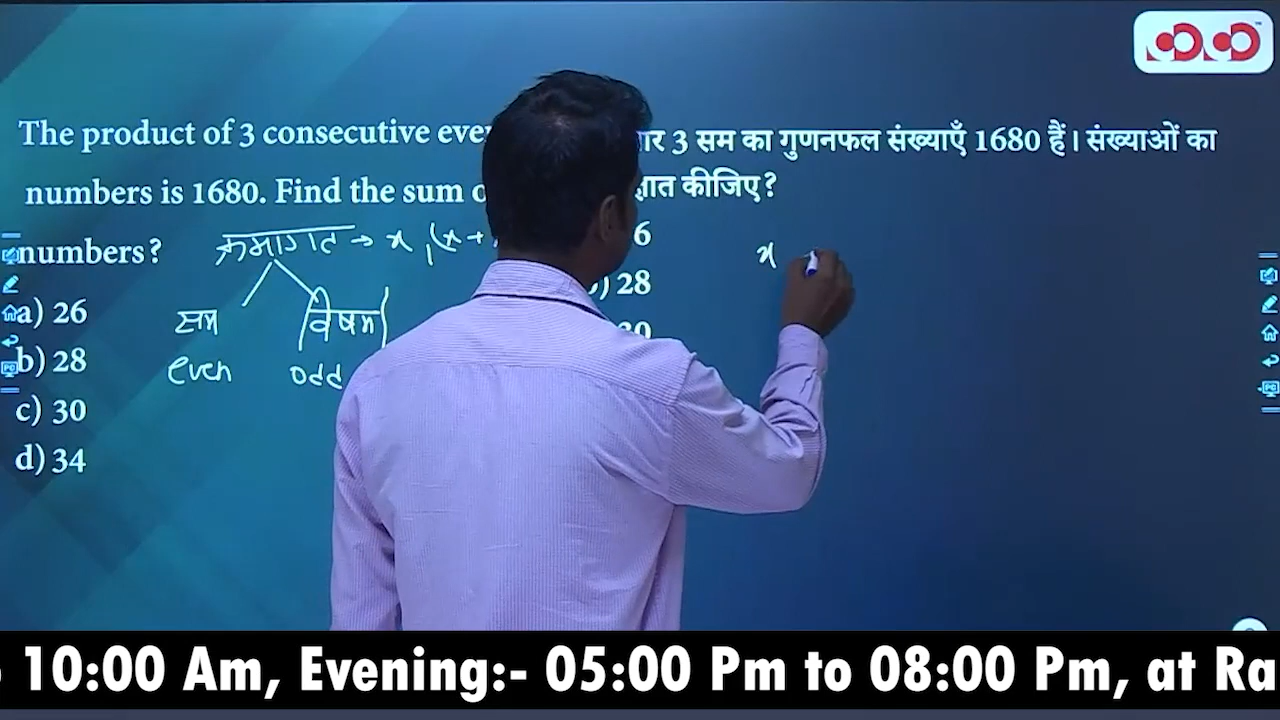 The product of 3 consecutive
numbers is 1680. Find the sum
numbers?
a) 26
b) 28
c) 30
d) 34
3 सम का गुणनफल संख्याएँ 1680 हैं। संख्याओं का
कीजिए?
6
28
क्रमागत → x, (x +
सम विषम
even odd
x
10:00 Am, Evening:- 05:00 Pm to 08:00 Pm, at